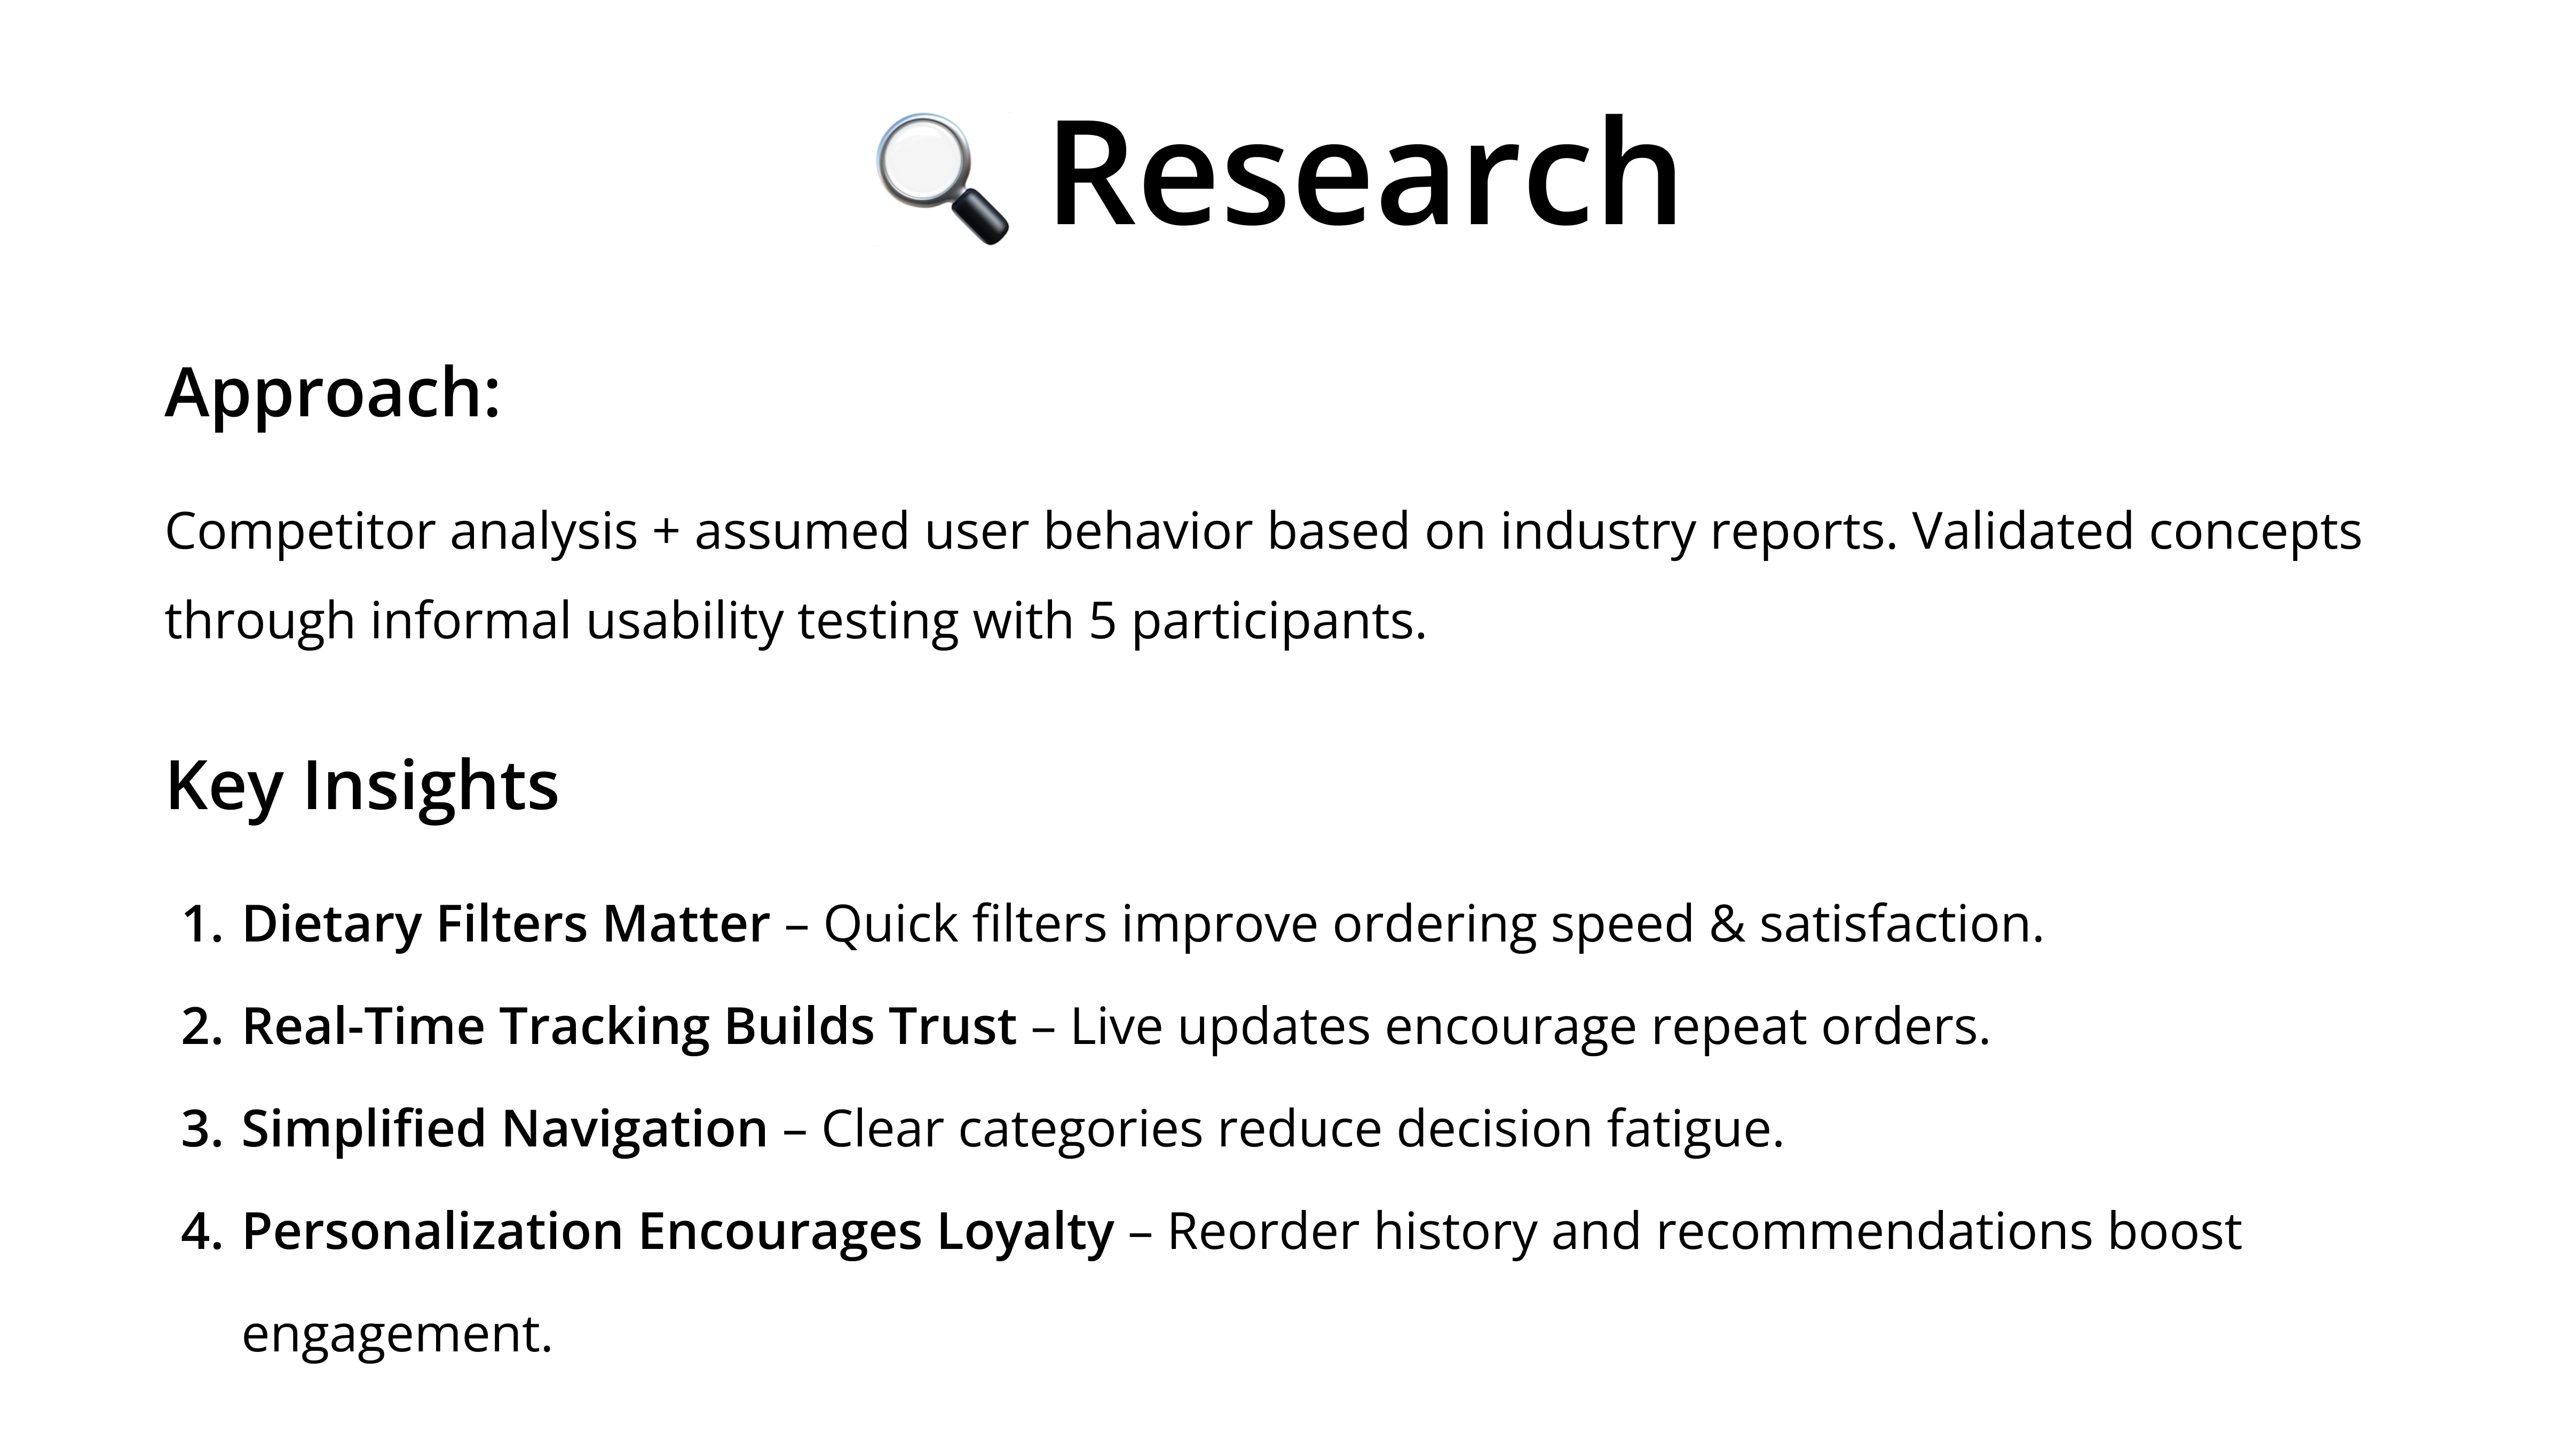 Research
Approach:
Competitor analysis + assumed user behavior based on industry reports. Validated concepts
through informal usability testing with 5 participants.
Key Insights
1. Dietary Filters Matter – Quick filters improve ordering speed & satisfaction.
2. Real-Time Tracking Builds Trust – Live updates encourage repeat orders.
3. Simplified Navigation – Clear categories reduce decision fatigue.
4. Personalization Encourages Loyalty – Reorder history and recommendations boost
engagement.